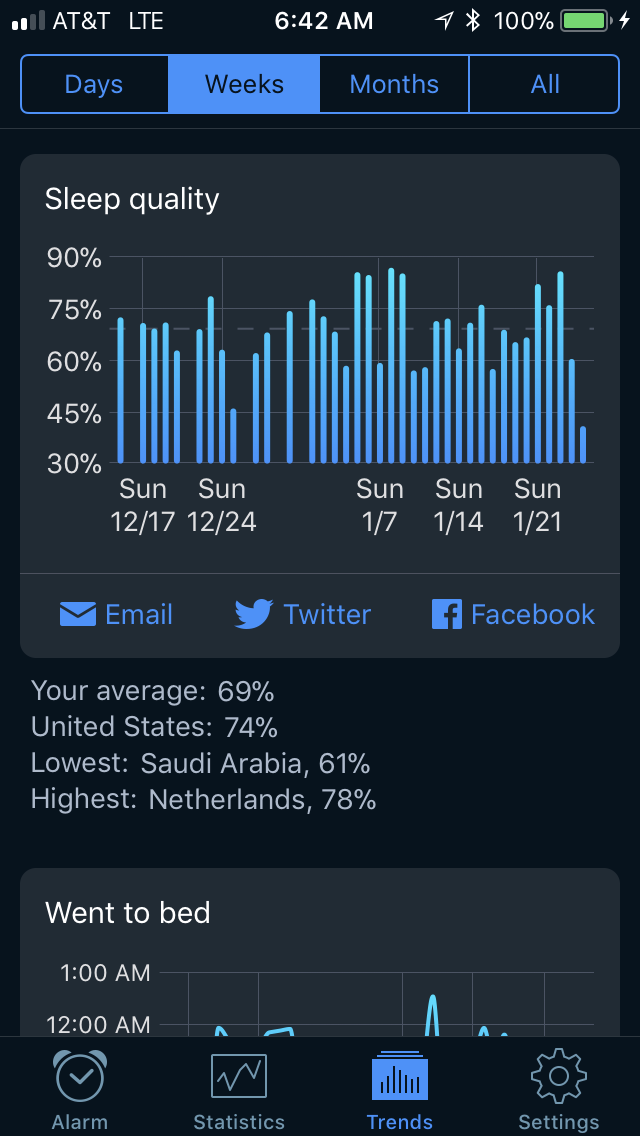 AT&T LTE 6:42 AM 100%
Days Weeks Months All
Sleep quality
90%
75%
60%
45%
30%
Sun Sun Sun Sun Sun
12/17 12/24 1/7 1/14 1/21
Email Twitter Facebook
Your average: 69%
United States: 74%
Lowest: Saudi Arabia, 61%
Highest: Netherlands, 78%
Went to bed
1:00 AM
12:00 AM
Alarm Statistics Trends Settings